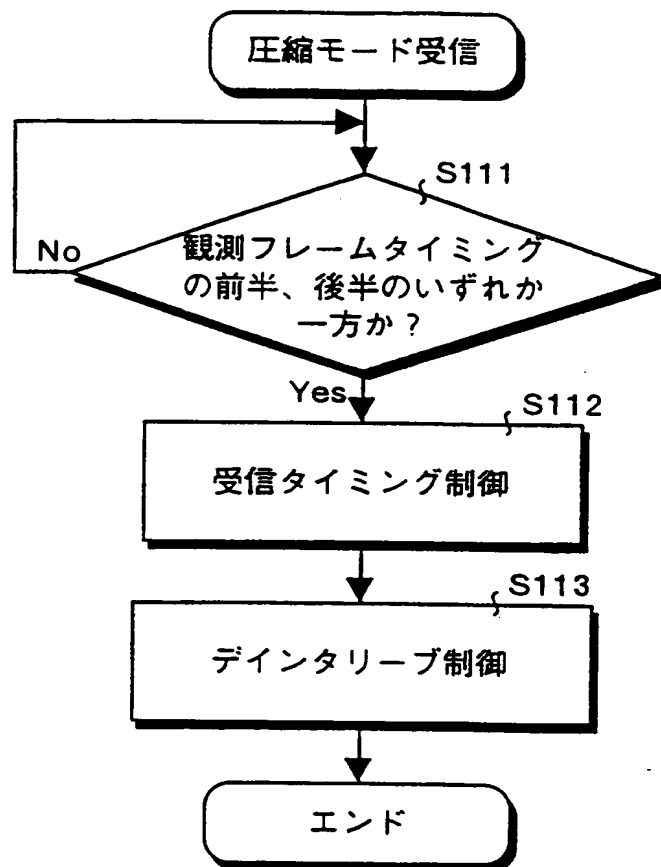 圧縮モード受信
S111
No
観測フレームタイミング
の前半、後半のいずれか
一方か？
Yes
S112
受信タイミング制御
S113
デインタリーブ制御
エンド